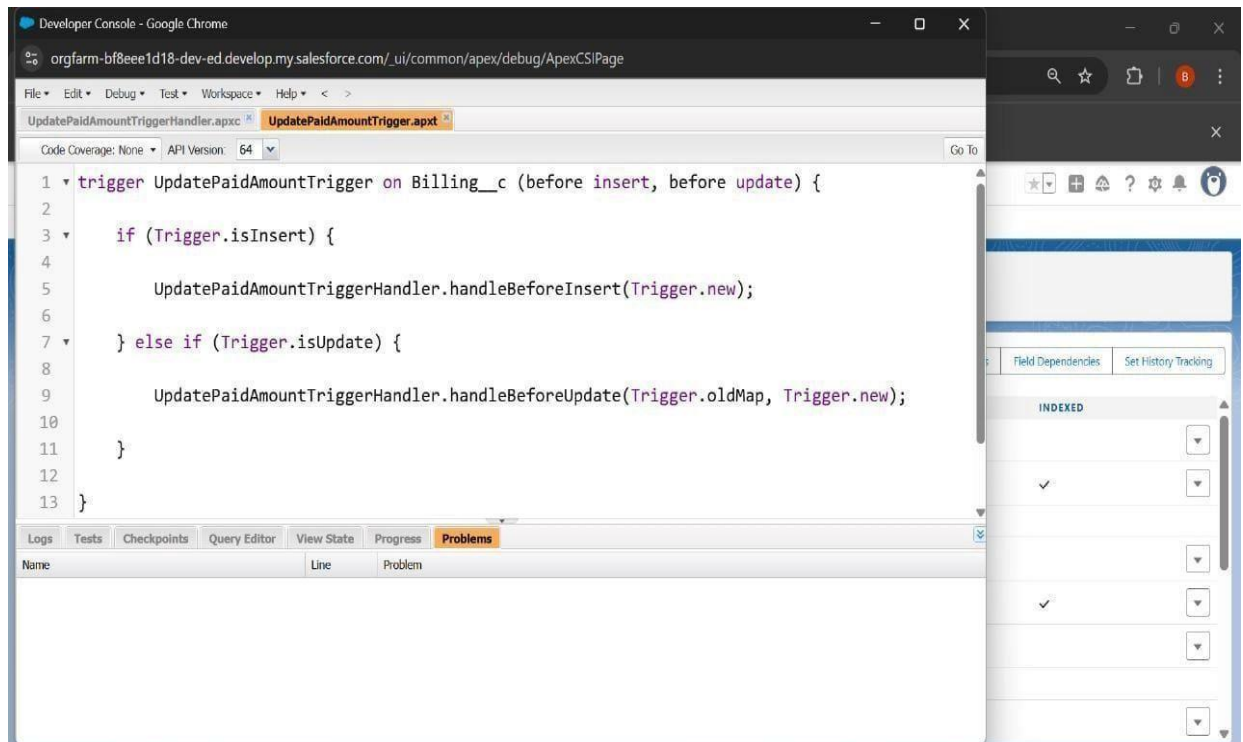 Developer Console - Google Chrome
orgfarm-bf8eee1d18-dev-ed.develop.my.salesforce.com/_ui/common/apex/debug/ApexCSIPage
File Edit Debug Test Workspace Help < >
UpdatePaidAmountTriggerHandler.apxc UpdatePaidAmountTrigger.apxt
Code Coverage: None API Version: 64 Go To
1 trigger UpdatePaidAmountTrigger on Billing__c (before insert, before update) {
2
3 if (Trigger.isInsert) {
4
5 UpdatePaidAmountTriggerHandler.handleBeforeInsert(Trigger.new);
6
7 } else if (Trigger.isUpdate) {
8
9 UpdatePaidAmountTriggerHandler.handleBeforeUpdate(Trigger.oldMap, Trigger.new);
10
11 }
12
13 }
Logs Tests Checkpoints Query Editor View State Progress Problems
Name Line Problem
B
Field Dependencies Set History Tracking
INDEXED